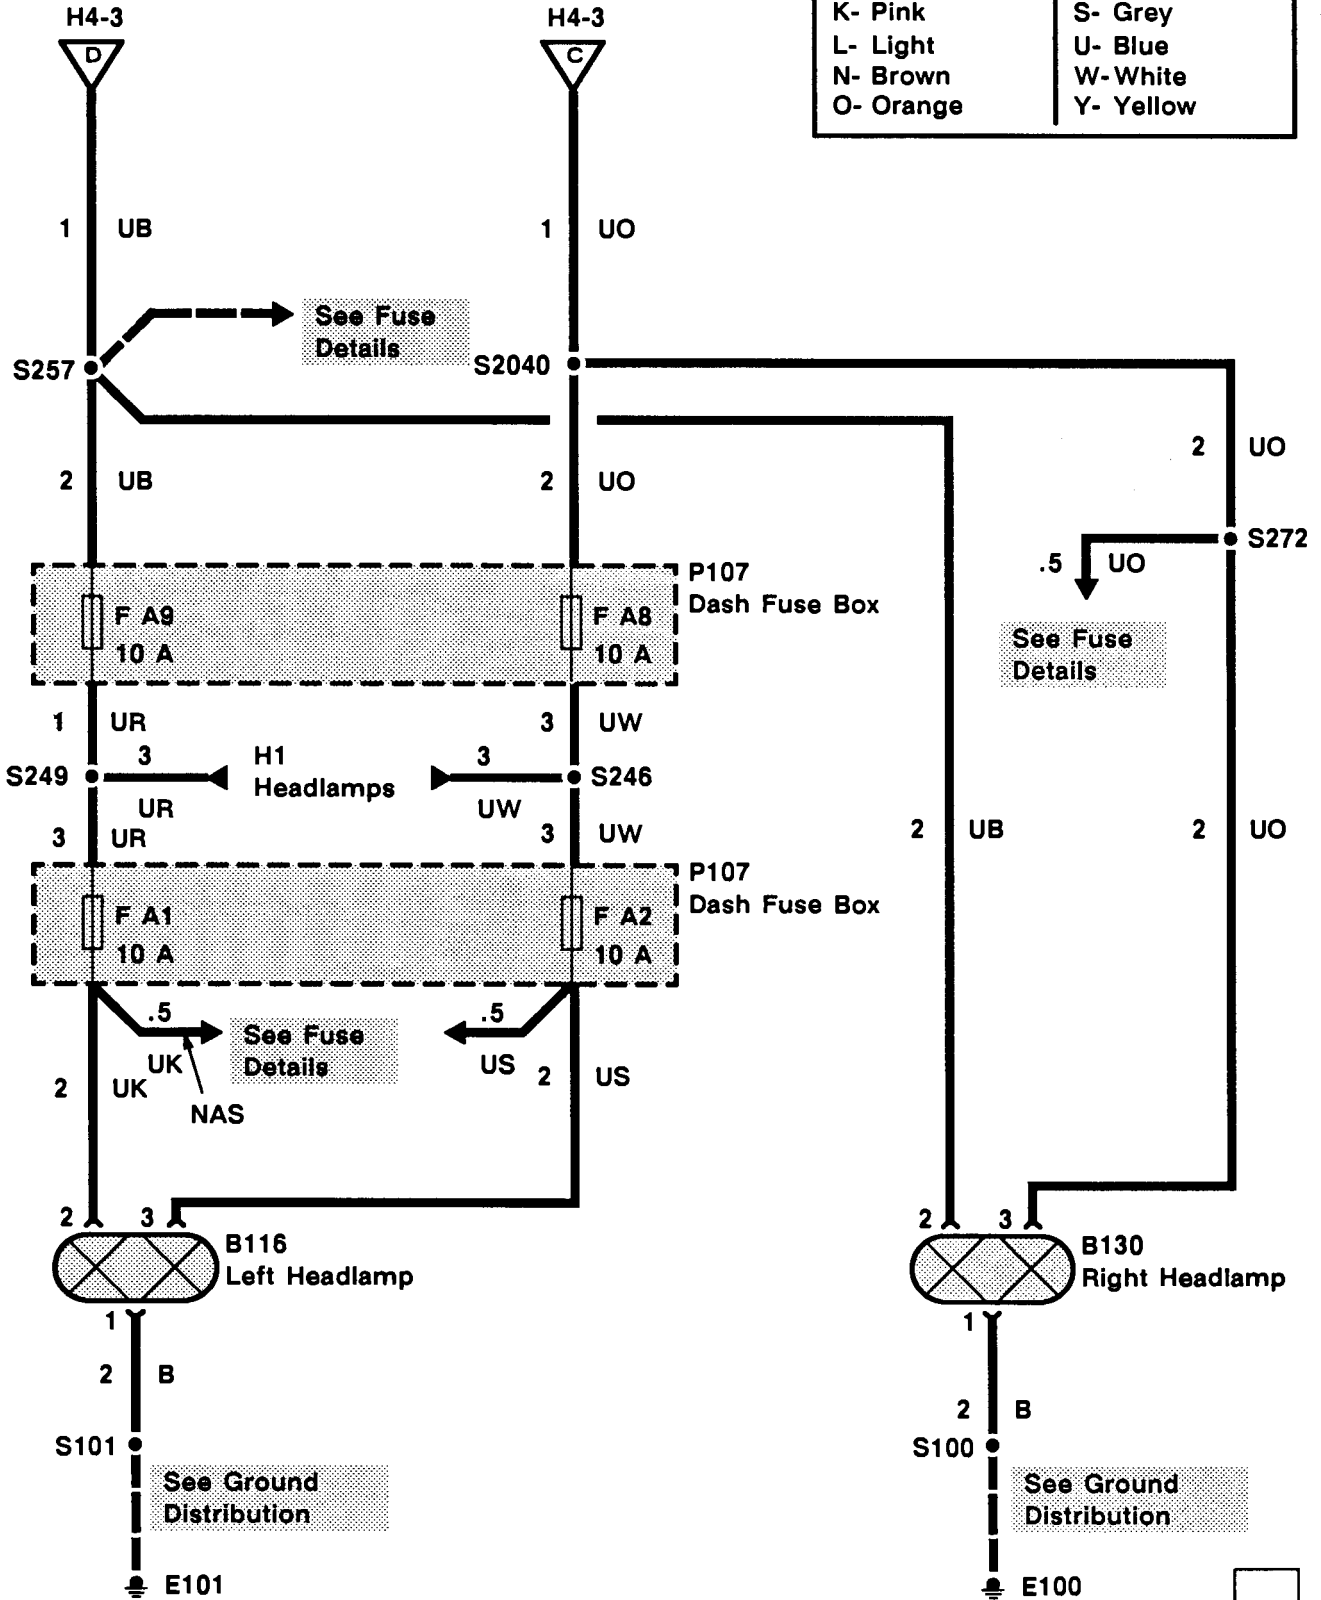 H4-3
H4-3
K- Pink
S- Grey
D
C
L- Light
U- Blue
N- Brown
W- White
O- Orange
Y- Yellow
1 UB
1 UO
See Fuse
Details
S257
S2040
2 UO
2 UB
2 UO
S272
.5 UO
P107
Dash Fuse Box
F A9
10 A
F A8
10 A
See Fuse
Details
1 UR
3 UW
S249
3
UR
H1
Headlamps
3
UW
S246
3 UR
3 UW
2 UB
2 UO
P107
Dash Fuse Box
F A1
10 A
F A2
10 A
.5
UK
See Fuse
Details
.5
US
2 UK
2 US
NAS
2 3
B116
Left Headlamp
2 3
B130
Right Headlamp
1
1
2 B
2 B
S101
S100
See Ground
Distribution
See Ground
Distribution
E101
E100